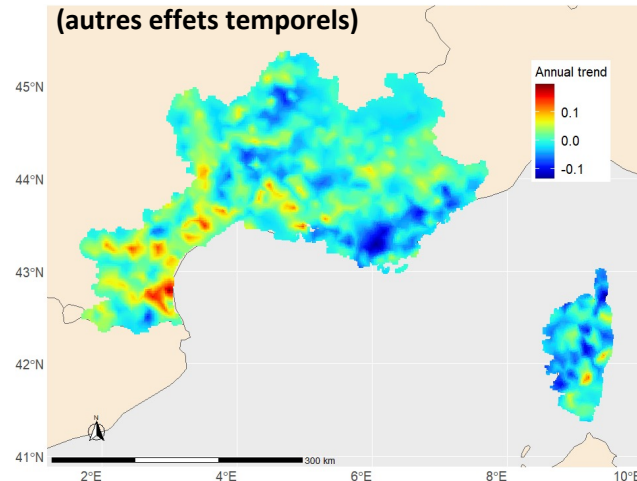 (autres effets temporels)
45°N
44°N
43°N
42°N
41°N
Annual trend
0.1
0.0
-0.1
N
300 km
2°E
4°E
6°E
8°E
10°E